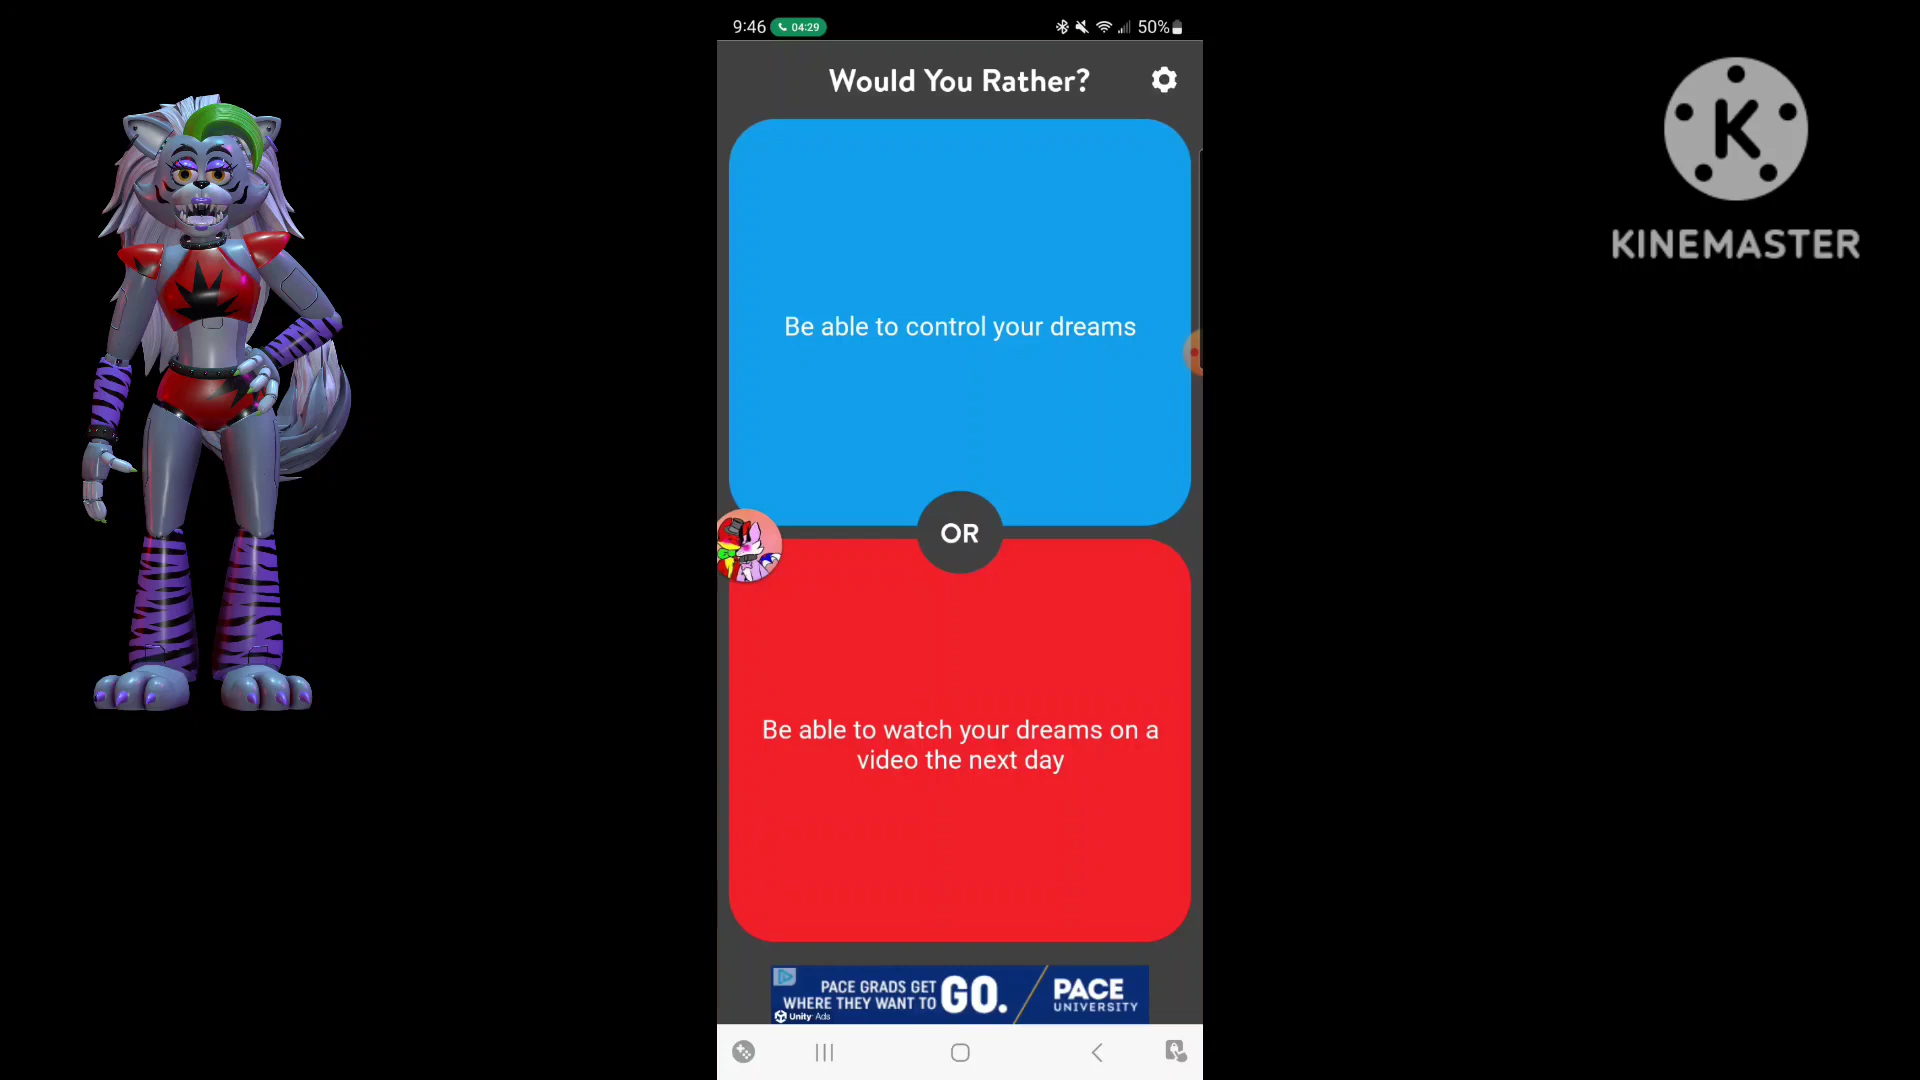 9:46 04:29 50%
Would You Rather?
Be able to control your dreams
OR
Be able to watch your dreams on a
video the next day
PACE GRADS GET
WHERE THEY WANT TO GO.
PACE
UNIVERSITY
Unity Ads
K
KINEMASTER